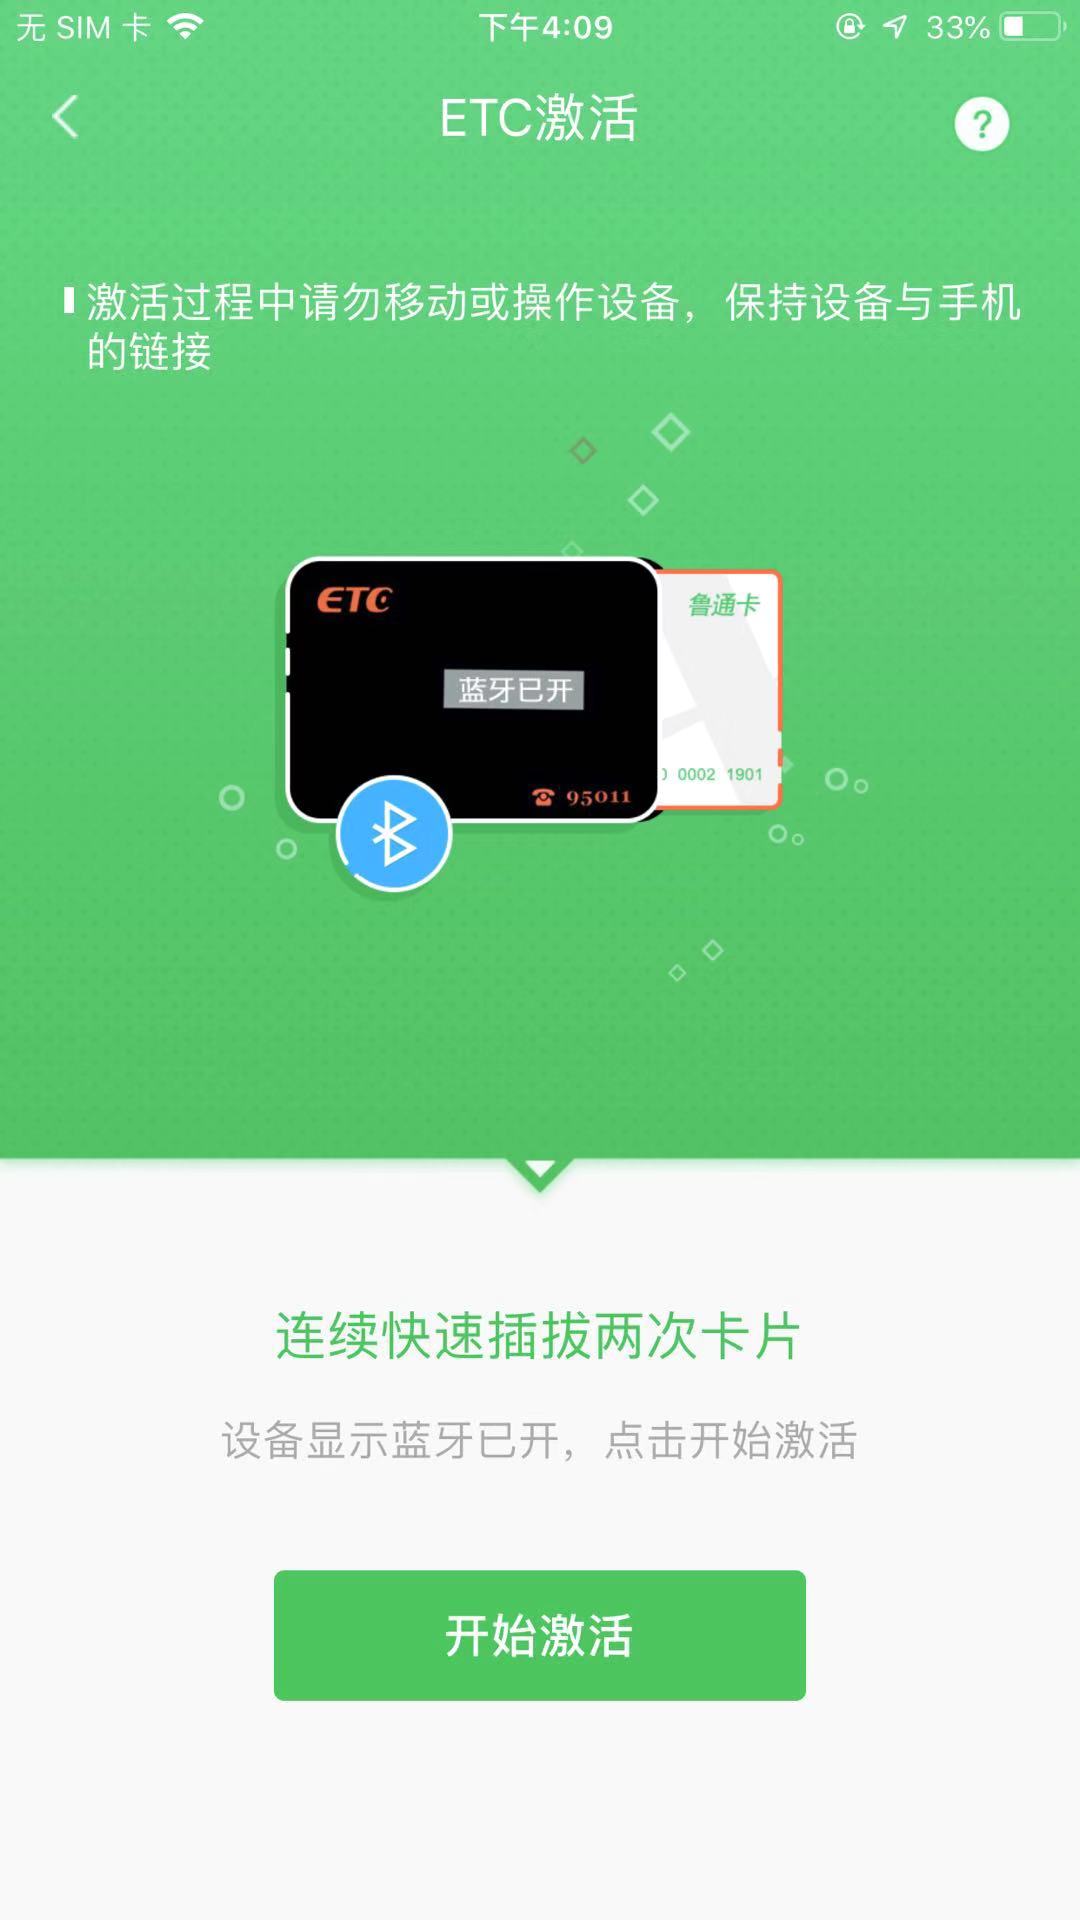 无 SIM 卡
下午4:09
33%
ETC激活
?
激活过程中请勿移动或操作设备，保持设备与手机
的链接
ETC
鲁通卡
蓝牙已开
0002 1901
95011
连续快速插拔两次卡片
设备显示蓝牙已开，点击开始激活
开始激活